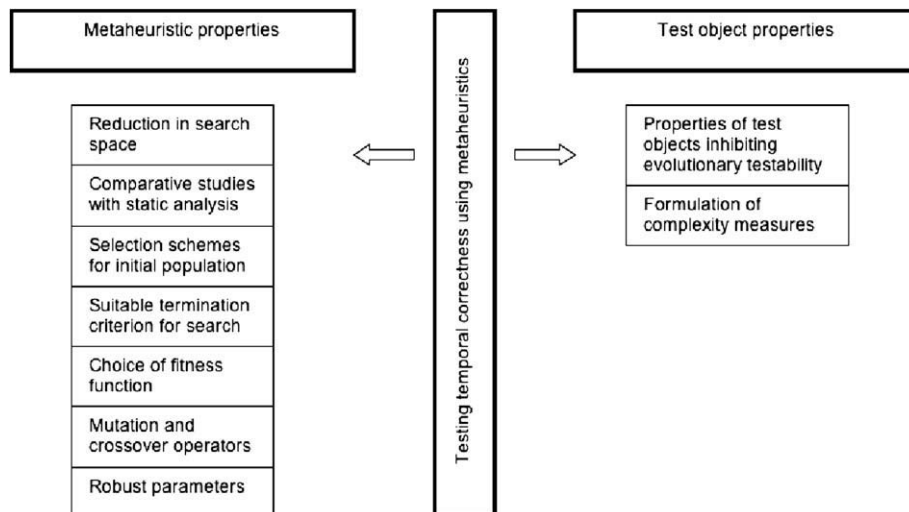 Metaheuristic properties
Reduction in search
space
Comparative studies
with static analysis
Selection schemes
for initial population
Suitable termination
criterion for search
Choice of fitness
function
Mutation and
crossover operators
Robust parameters
Testing temporal correctness using metaheuristics
Test object properties
Properties of test
objects inhibiting
evolutionary testability
Formulation of
complexity measures